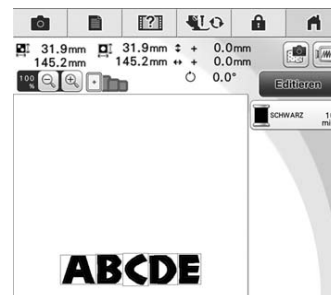 31.9mm 31.9mm + 0.0mm
145.2mm 145.2mm + 0.0mm
100 % 0.0°
Editieren
SCHWARZ
ABCDE